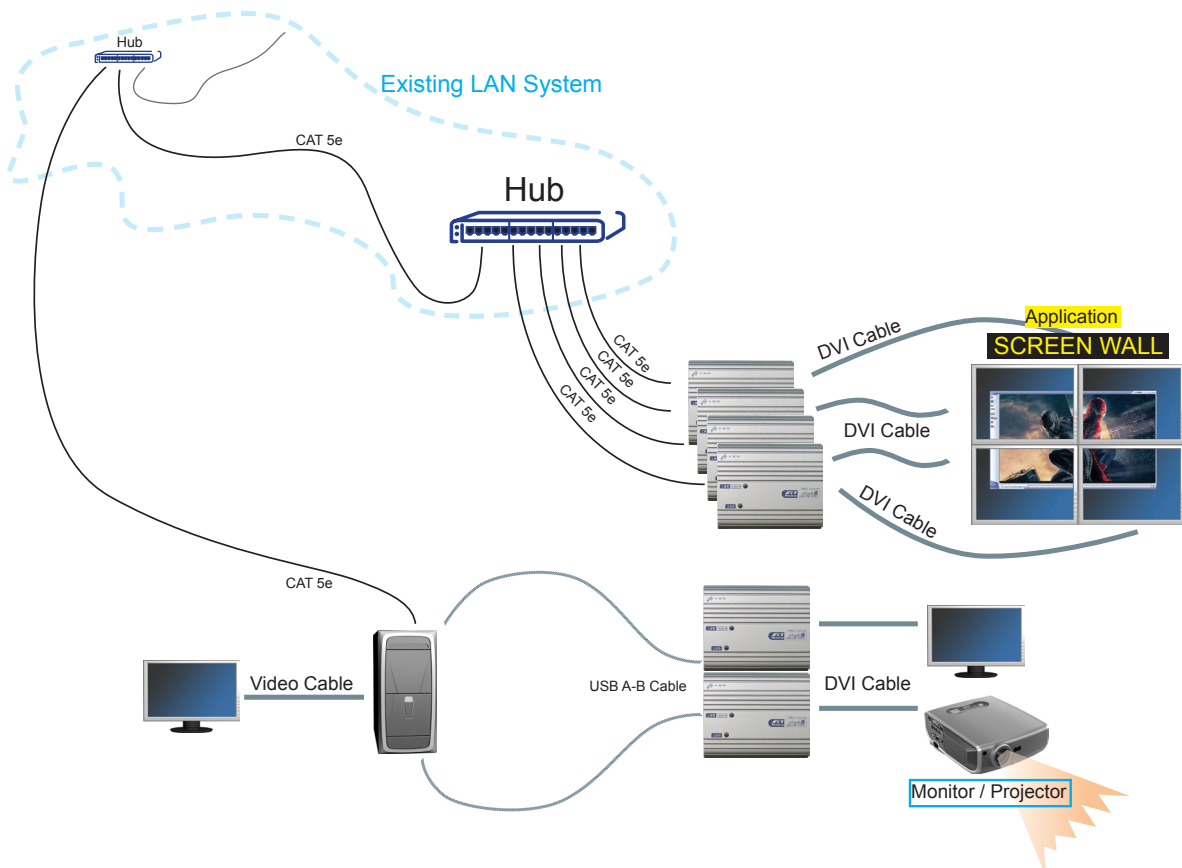 Hub
Existing LAN System
CAT 5e
Hub
CAT 5e
CAT 5e
CAT 5e
CAT 5e
DVI Cable
Application
SCREEN WALL
DVI Cable
DVI Cable
CAT 5e
Video Cable
USB A-B Cable
DVI Cable
Monitor / Projector